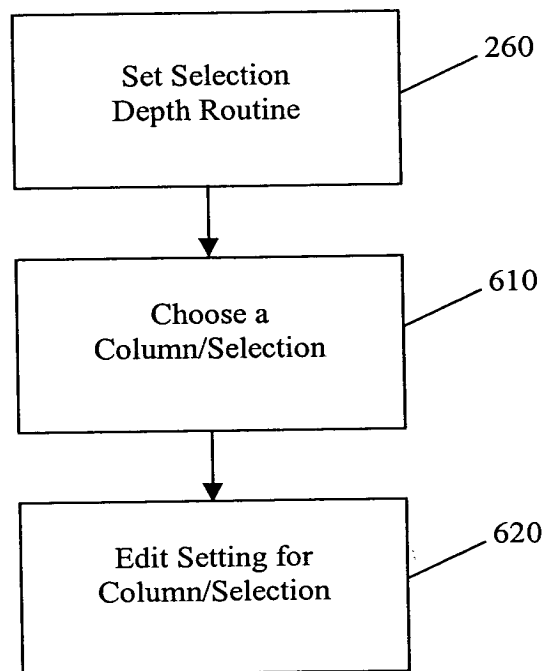 Set Selection
Depth Routine
260
Choose a
Column/Selection
610
Edit Setting for
Column/Selection
620